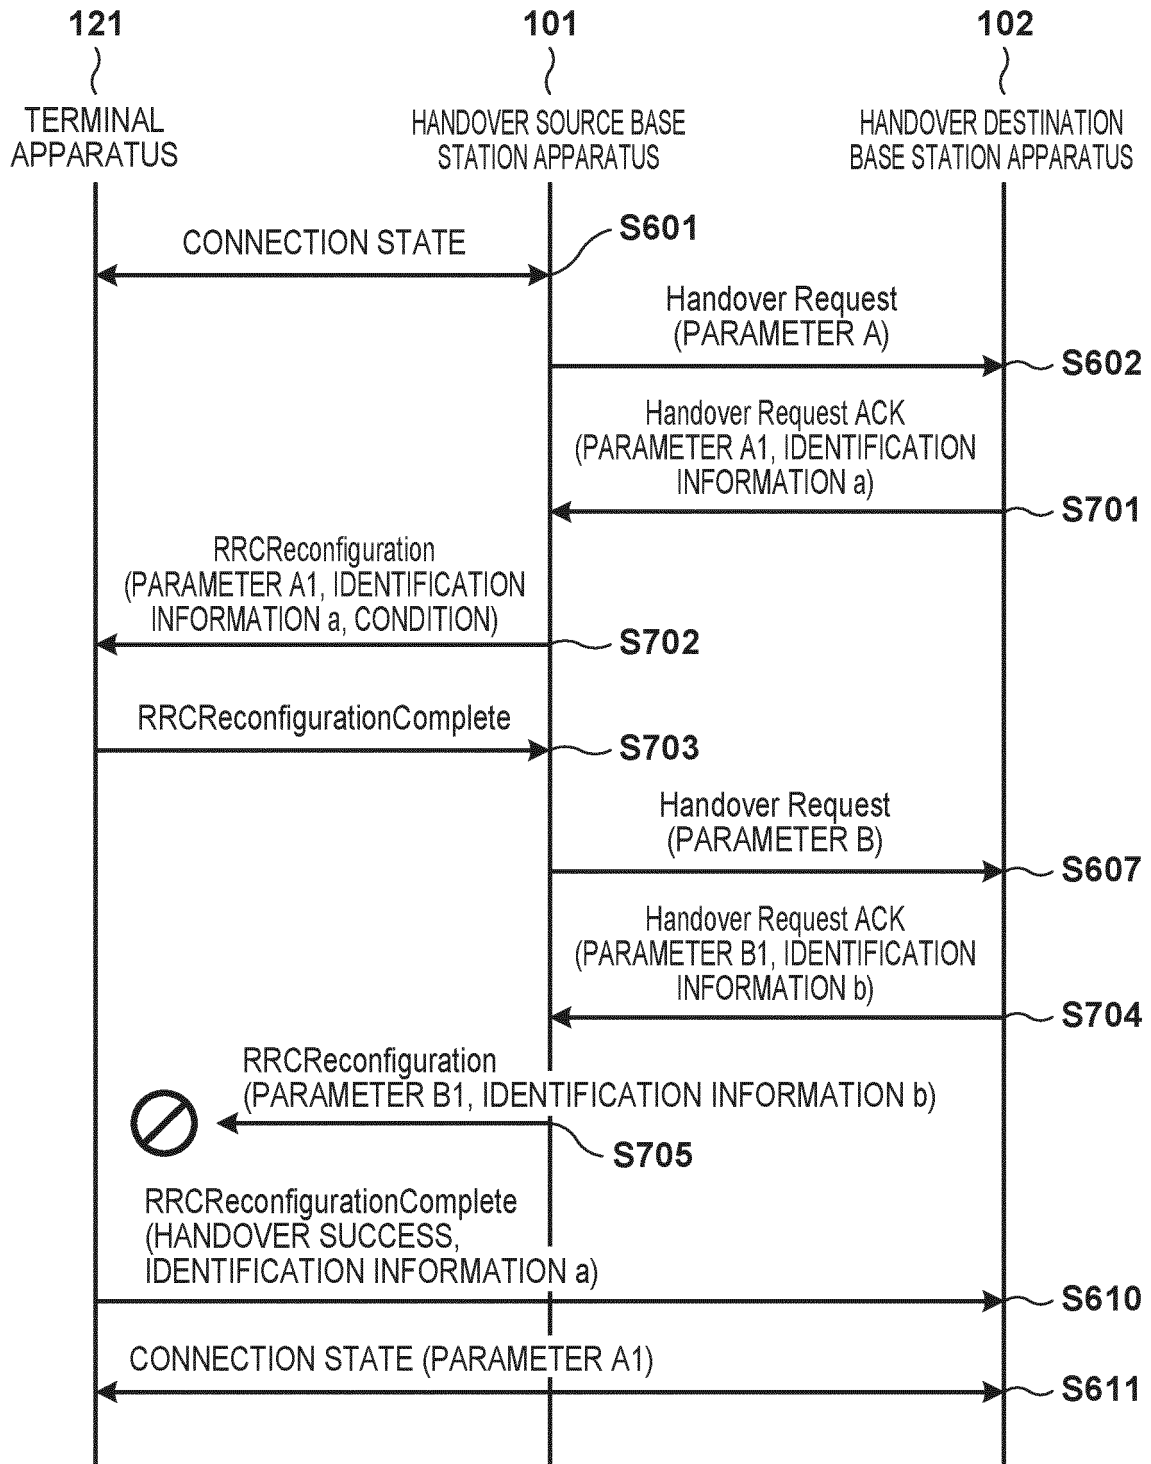 121
101
102
TERMINAL
APPARATUS
HANDOVER SOURCE BASE
STATION APPARATUS
HANDOVER DESTINATION
BASE STATION APPARATUS
CONNECTION STATE
S601
Handover Request
(PARAMETER A)
S602
Handover Request ACK
(PARAMETER A1, IDENTIFICATION
INFORMATION a)
S701
RRCReconfiguration
(PARAMETER A1, IDENTIFICATION
INFORMATION a, CONDITION)
S702
RRCReconfigurationComplete
S703
Handover Request
(PARAMETER B)
S607
Handover Request ACK
(PARAMETER B1, IDENTIFICATION
INFORMATION b)
S704
RRCReconfiguration
(PARAMETER B1, IDENTIFICATION INFORMATION b)
S705
RRCReconfigurationComplete
(HANDOVER SUCCESS,
IDENTIFICATION INFORMATION a)
S610
CONNECTION STATE (PARAMETER A1)
S611